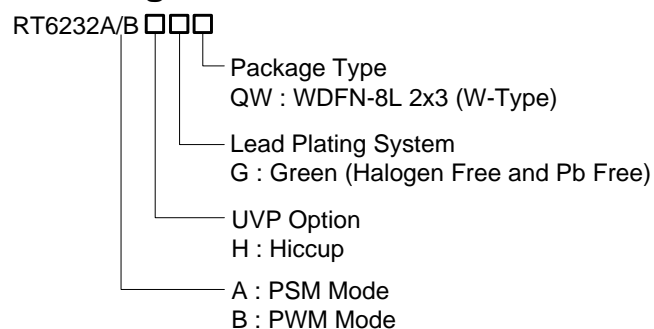 RT6232A/B □□□
Package Type
QW : WDFN-8L 2x3 (W-Type)
Lead Plating System
G : Green (Halogen Free and Pb Free)
UVP Option
H : Hiccup
A : PSM Mode
B : PWM Mode